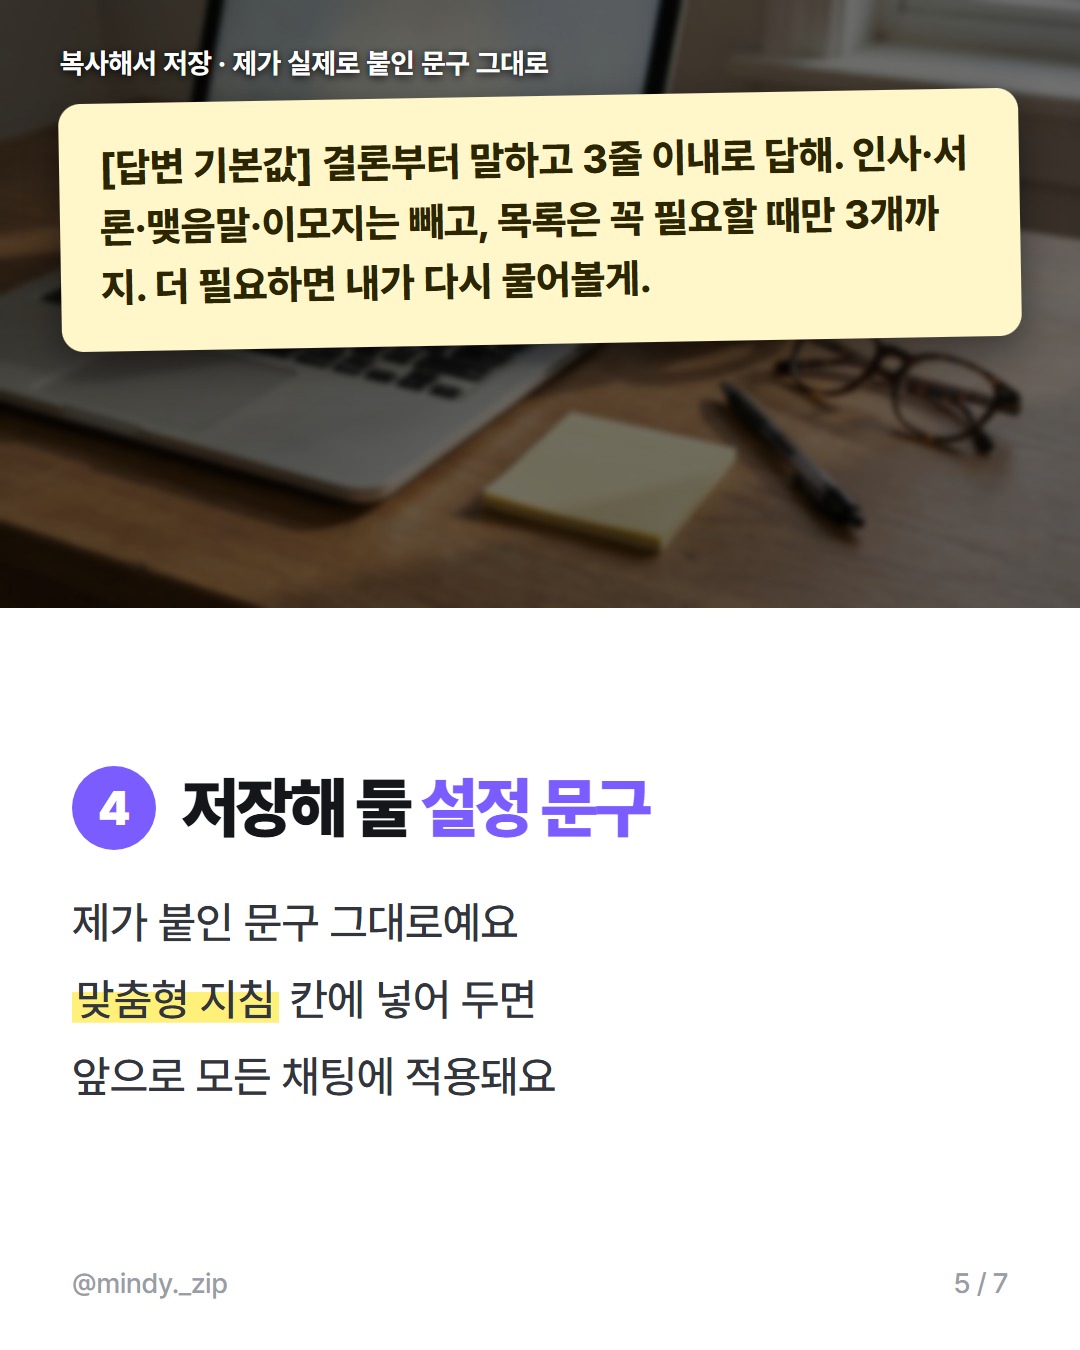 복사해서 저장 · 제가 실제로 붙인 문구 그대로
[답변 기본값] 결론부터 말하고 3줄 이내로 답해. 인사·서
론·맺음말·이모지는 빼고, 목록은 꼭 필요할 때만 3개까
지. 더 필요하면 내가 다시 물어볼게.
4 저장해 둘 설정 문구
제가 붙인 문구 그대로예요
맞춤형 지침 칸에 넣어 두면
앞으로 모든 채팅에 적용돼요
@mindy._zip
5 / 7